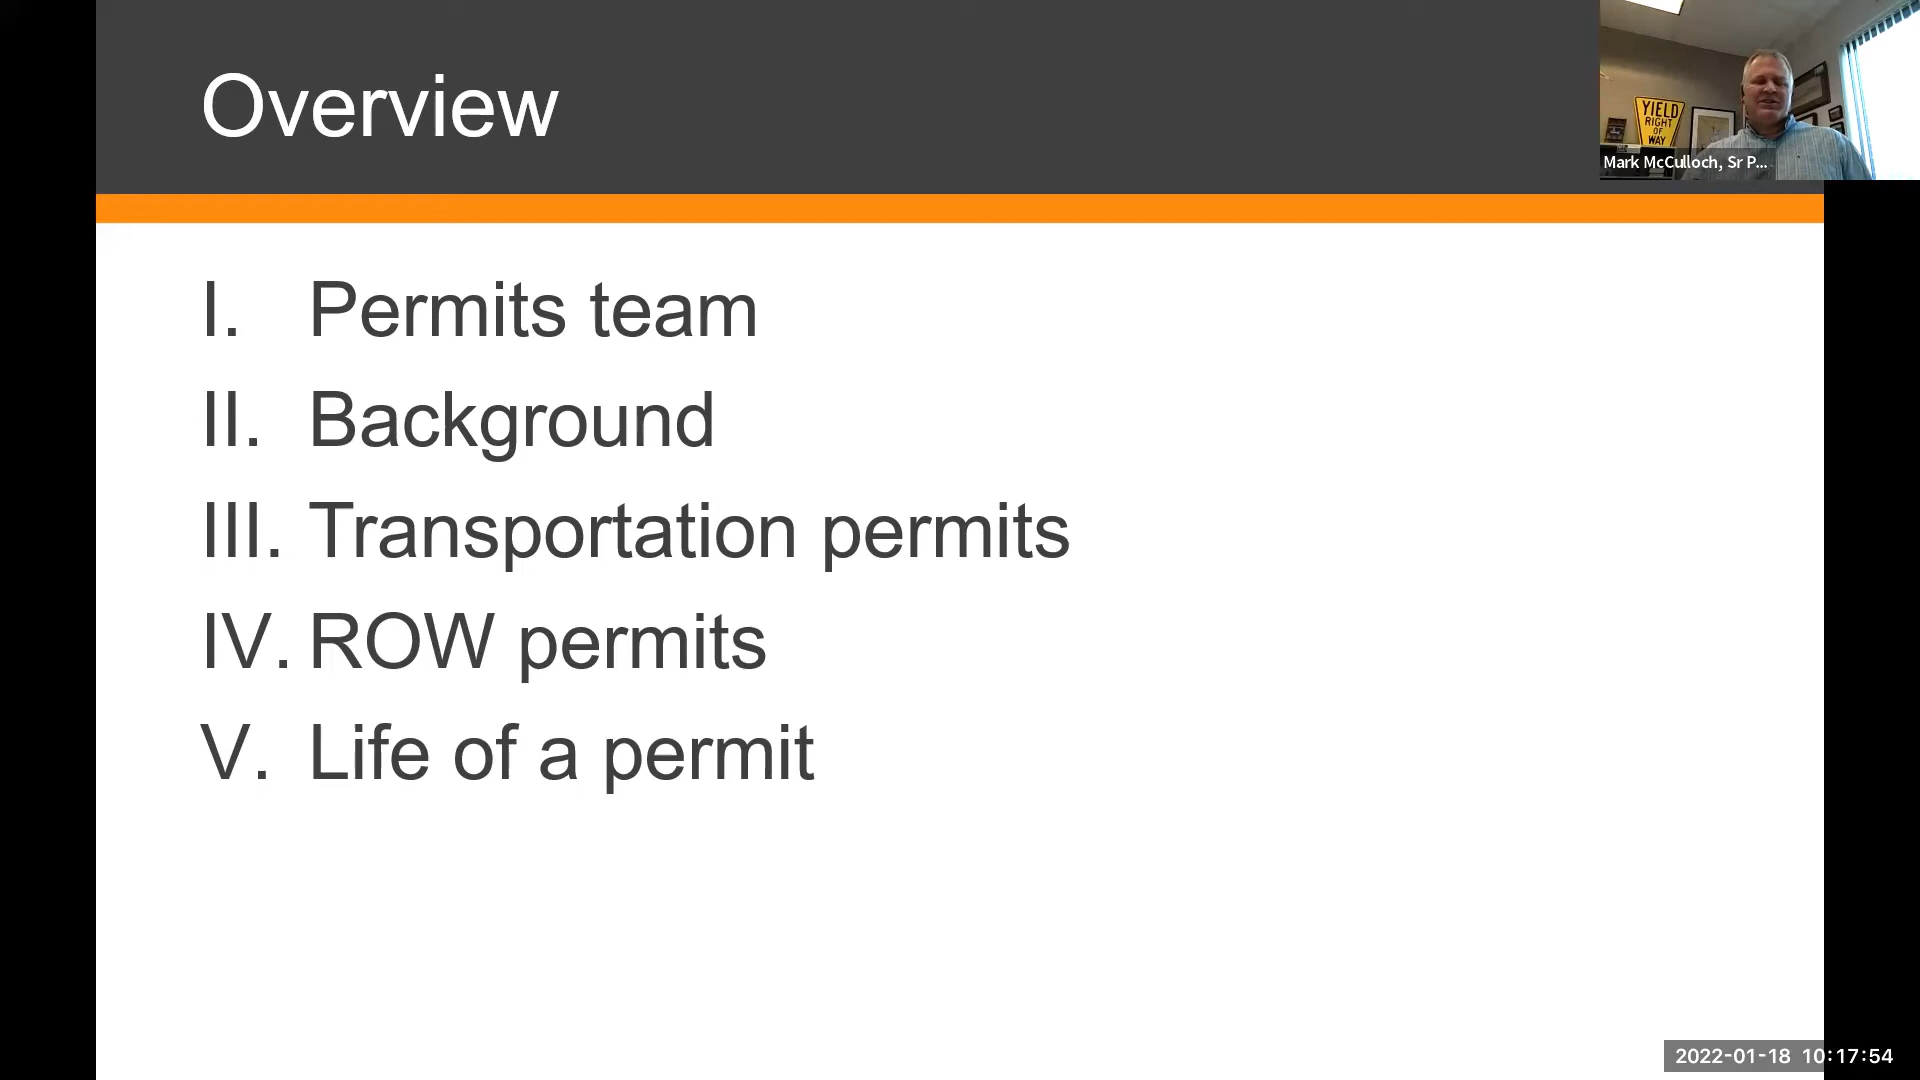 Overview
YIELD
RIGHT
OF
WAY
Mark McCulloch, Sr P...
I. Permits team
II. Background
III. Transportation permits
IV. ROW permits
V. Life of a permit
2022-01-18 10:17:54